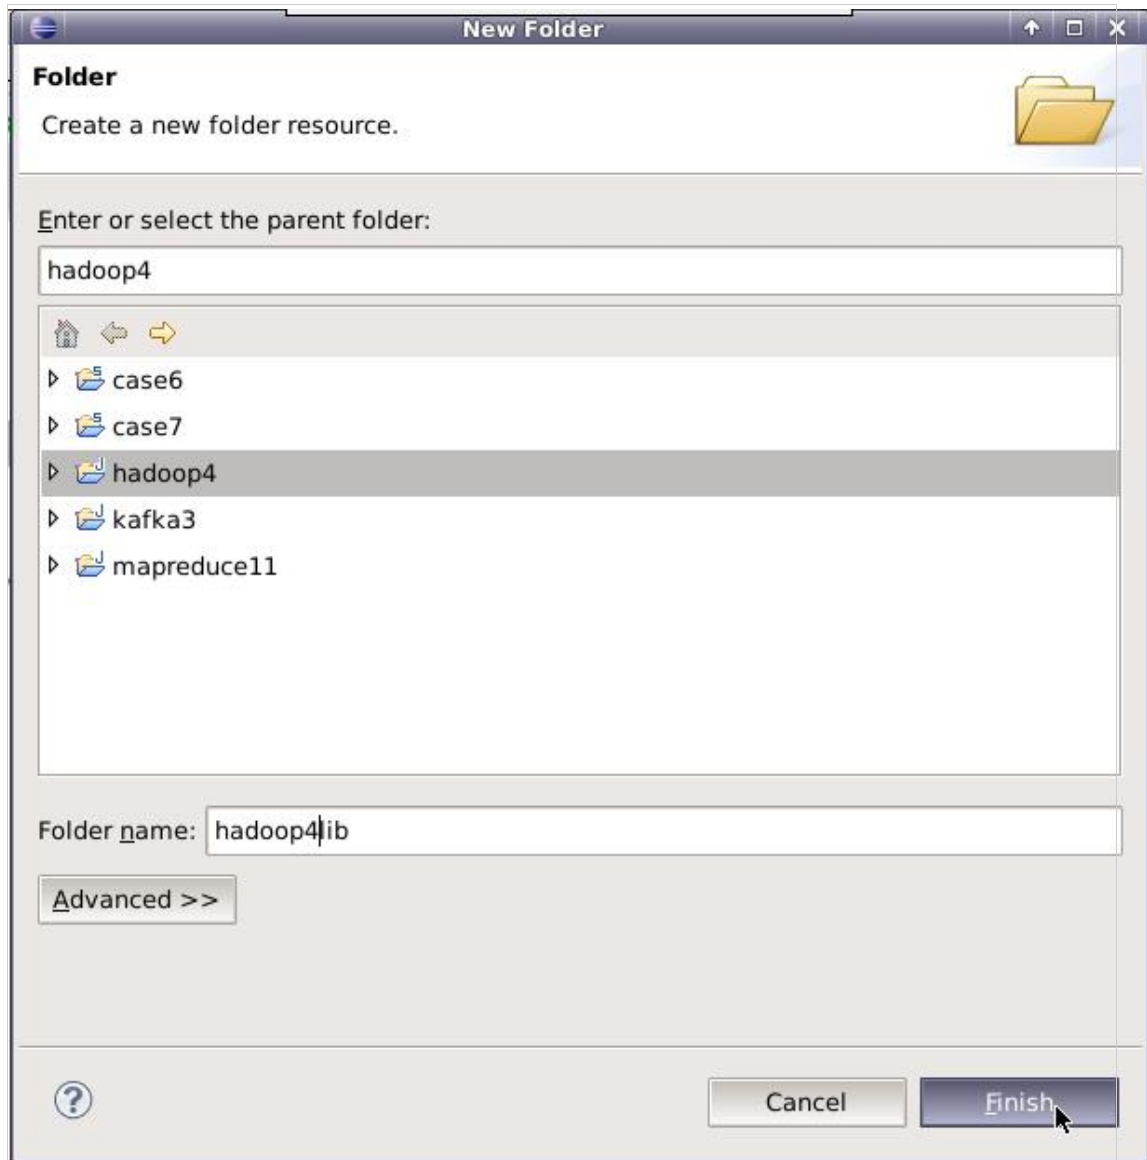 New Folder
Folder
Create a new folder resource.
Enter or select the parent folder:
hadoop4
case6
case7
hadoop4
kafka3
mapreduce11
Folder name: hadoop4lib
Advanced >>
Cancel Finish